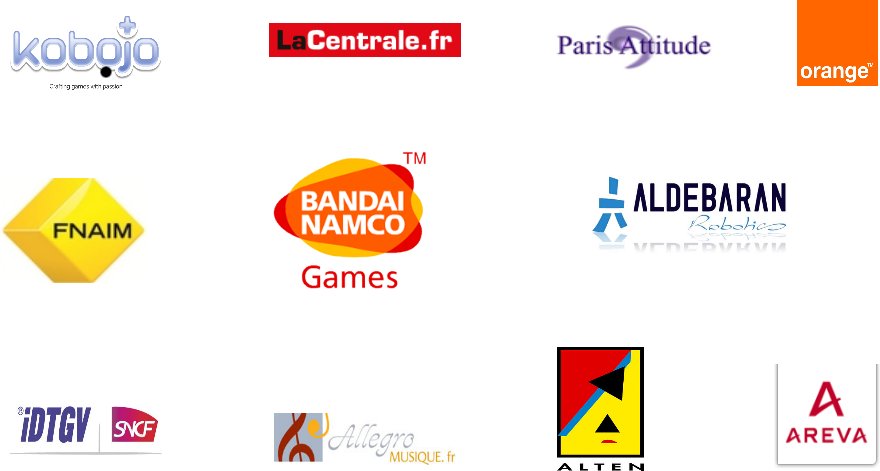 kobojo
Crafting games with passion
LaCentrale.fr
Paris Attitude
orange™
FNAIM
TM
BANDAI
NAMCO
Games
ALDEBARAN
Robotics
®iDTGV
SNCF
Allegro
MUSIQUE.fr
ALTEN
AREVA